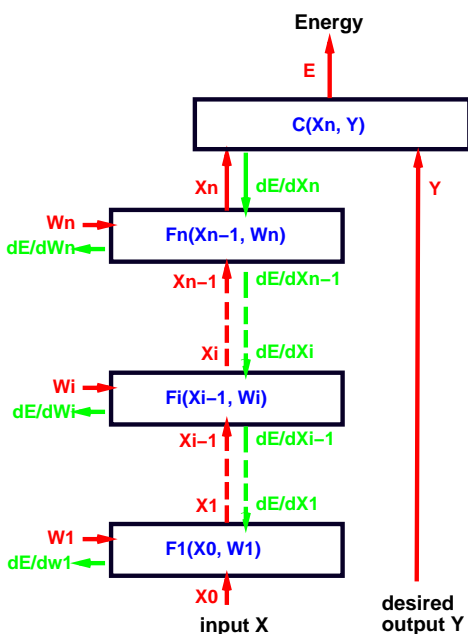 Energy
E
C(Xn, Y)
Xn
dE/dXn
Y
Wn
Fn(Xn−1, Wn)
dE/dWn
Xn−1
dE/dXn−1
Xi
dE/dXi
Wi
Fi(Xi−1, Wi)
dE/dWi
Xi−1
dE/dXi−1
X1
dE/dX1
W1
F1(X0, W1)
dE/dw1
X0
input X
desired
output Y